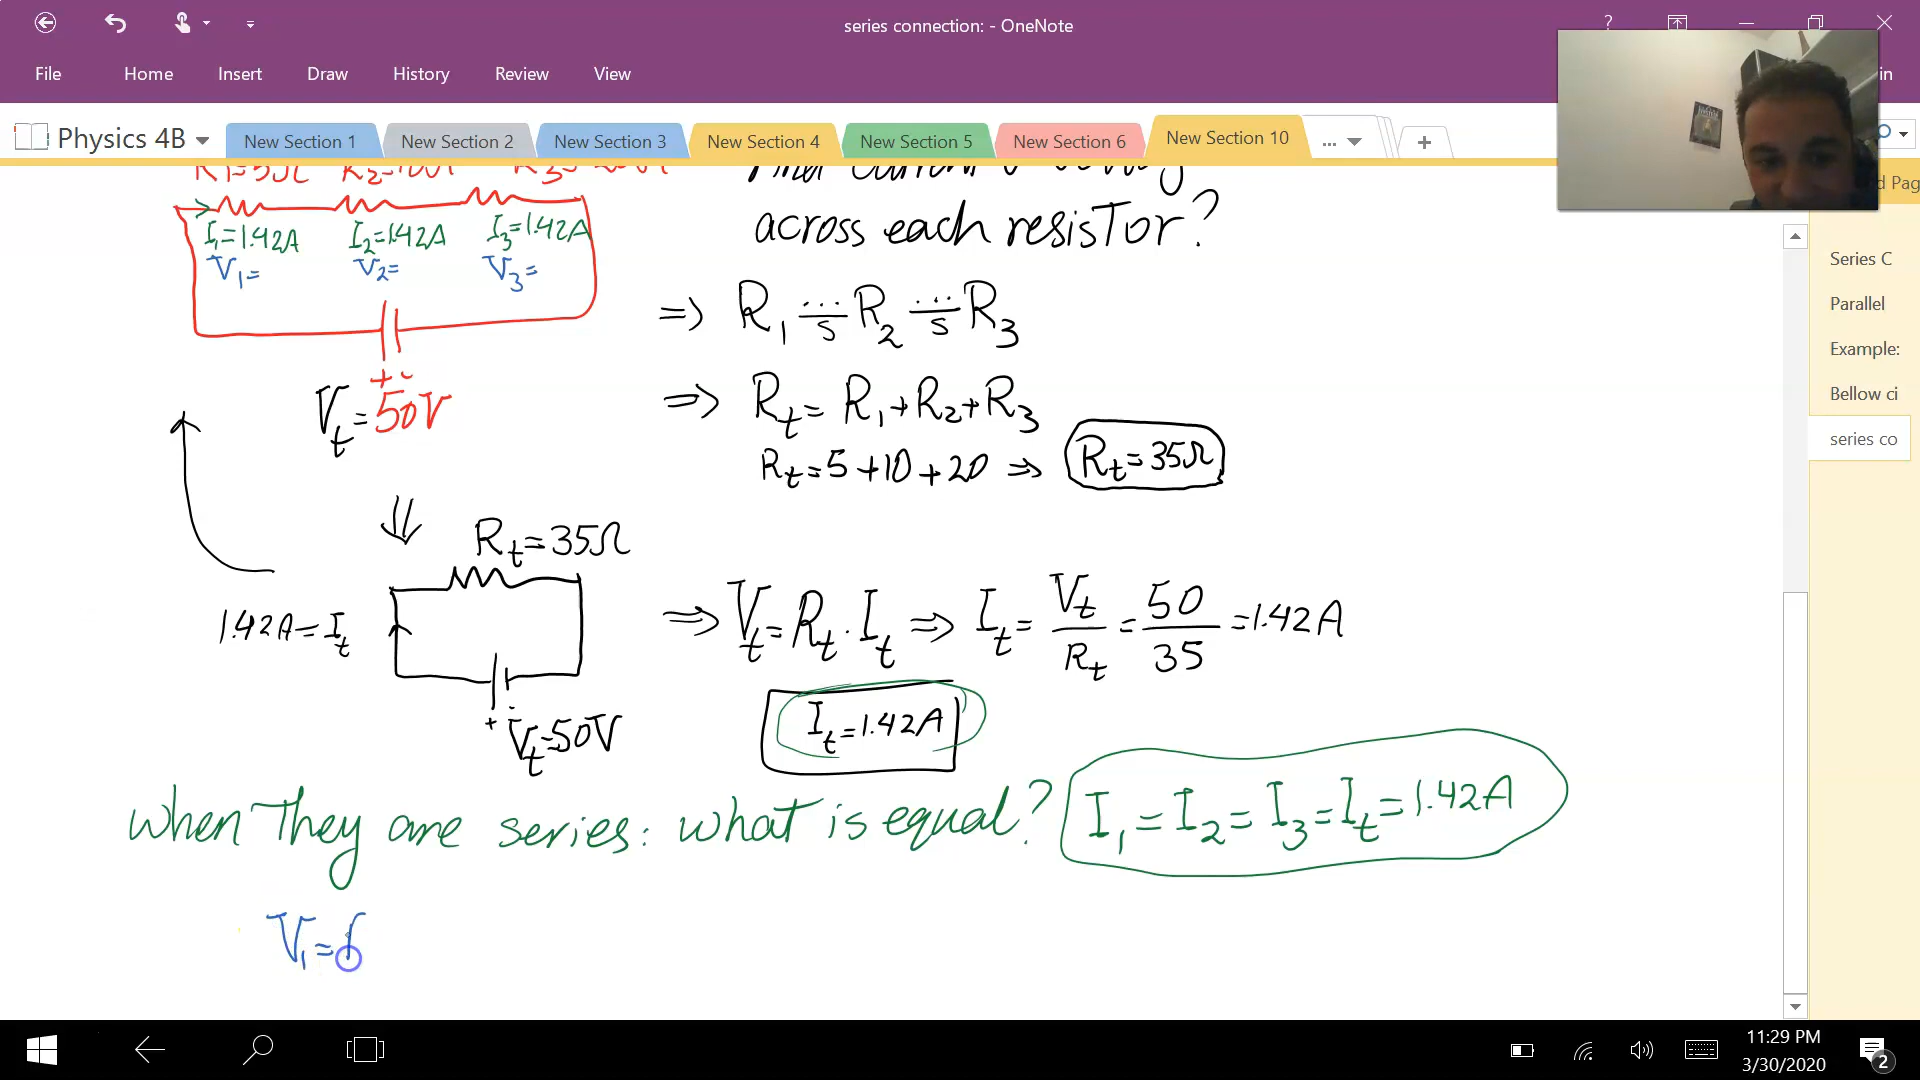 series connection: - OneNote
File Home Insert Draw History Review View in
Physics 4B New Section 1 New Section 2 New Section 3 New Section 4 New Section 5 New Section 6 New Section 10 ...
d Pag
Series C
Parallel
Example:
Bellow ci
series co
across each resistor?
I1=1.42A I2=1.42A I3=1.42A
V1= V2= V3=
+ -
Vt=50V
=> R1 ...s R2 ...s R3
=> Rt=R1+R2+R3
Rt=5+10+20 => Rt=35Ω
Rt=35Ω
1.42A=It
+ -
Vt=50V
=> Vt=Rt.It => It=Vt/Rt=50/35=1.42A
It=1.42A
when they are series: what is equal? I1=I2=I3=It=1.42A
V1=
11:29 PM
3/30/2020
2